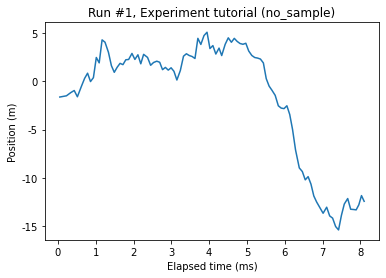 Run #1, Experiment tutorial (no_sample)
Position (m)
5
0
-5
-10
-15
0 1 2 3 4 5 6 7 8
Elapsed time (ms)